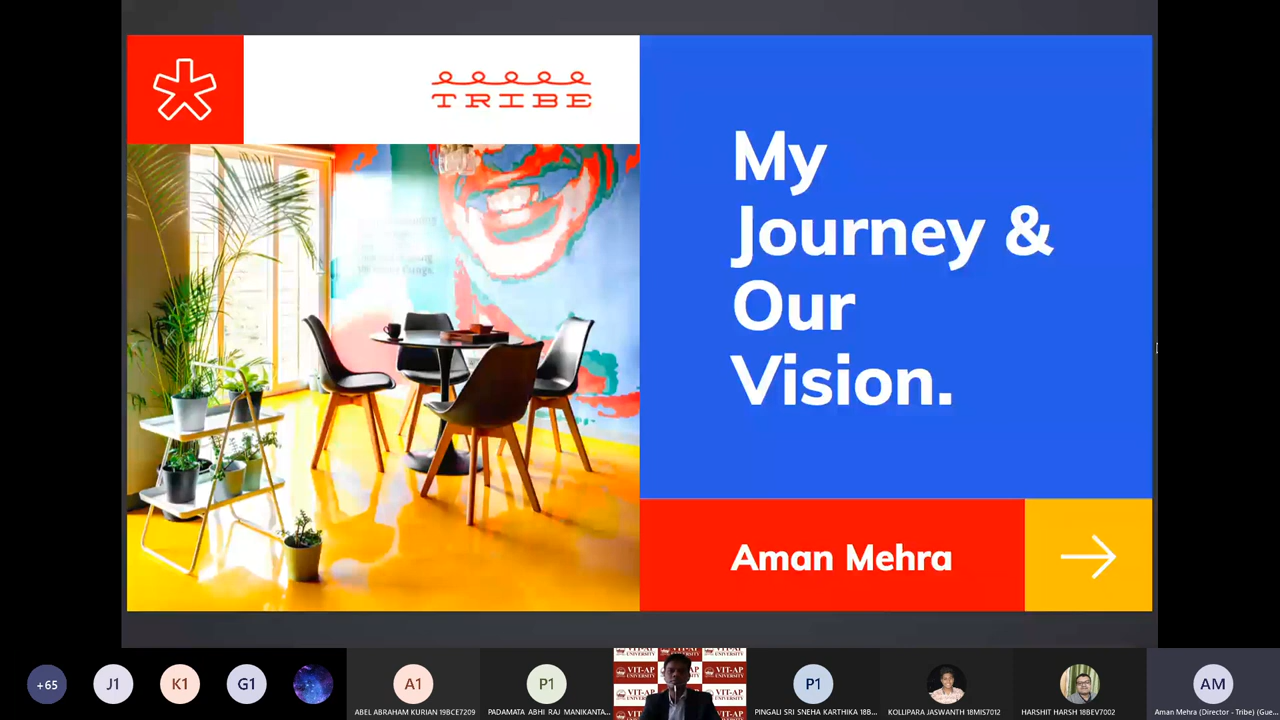 TRIBE
My
Journey &
Our
Vision.
Aman Mehra
+65
J1
K1
G1
A1
ABEL ABRAHAM KURIAN 19BCE7209
P1
PADAMATA ABHI RAJ MANIKANTA...
VIT-AP
UNIVERSITY
P1
PINGALI SRI SNEHA KARTHIKA 18B...
KOLLIPARA JASWANTH 18MIS7012
HARSHIT HARSH 18BEV7002
AM
Aman Mehra (Director - Tribe) (Gue...